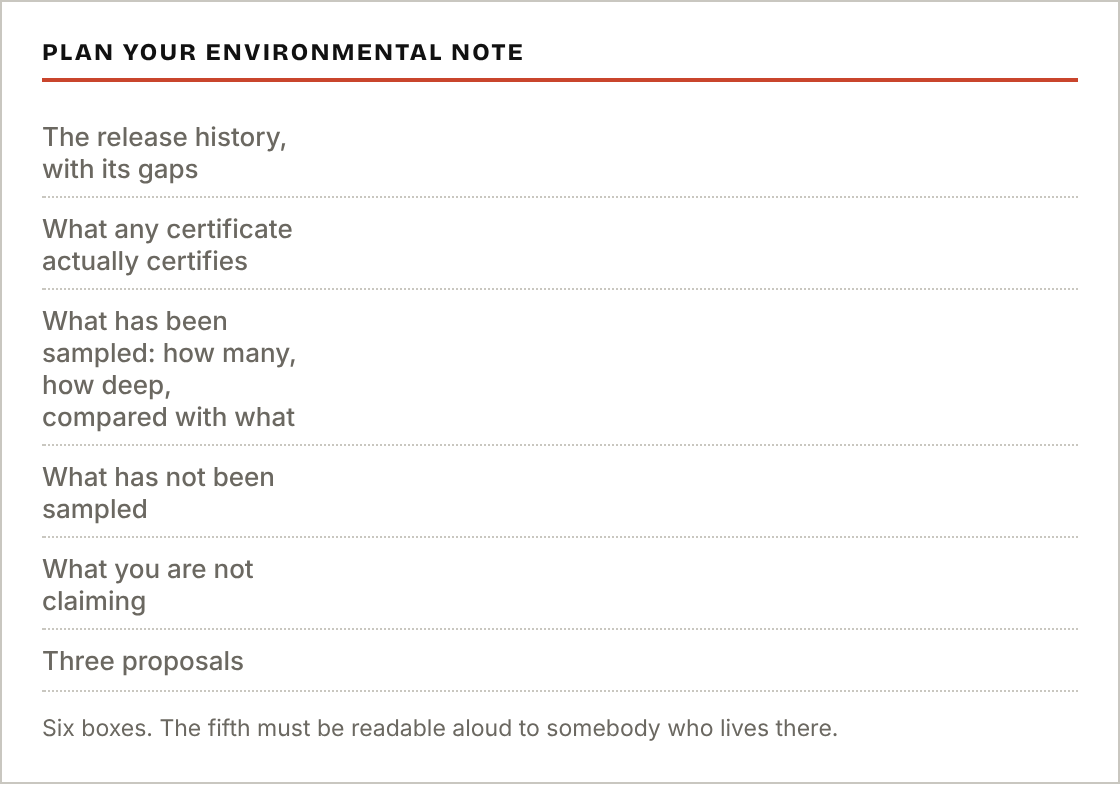 PLAN YOUR ENVIRONMENTAL NOTE
The release history,
with its gaps
What any certificate
actually certifies
What has been
sampled: how many,
how deep,
compared with what
What has not been
sampled
What you are not
claiming
Three proposals
Six boxes. The fifth must be readable aloud to somebody who lives there.